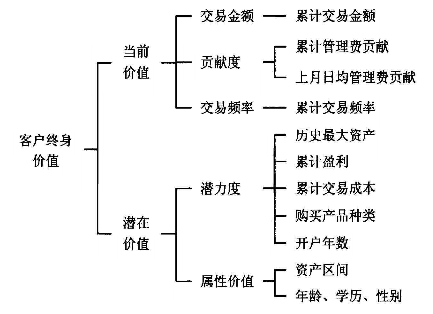 客户终身
价值
当前
价值
交易金额
累计交易金额
贡献度
累计管理费贡献
上月日均管理费贡献
交易频率
累计交易频率
潜在
价值
潜力度
历史最大资产
累计盈利
累计交易成本
购买产品种类
开户年数
属性价值
资产区间
年龄、学历、性别